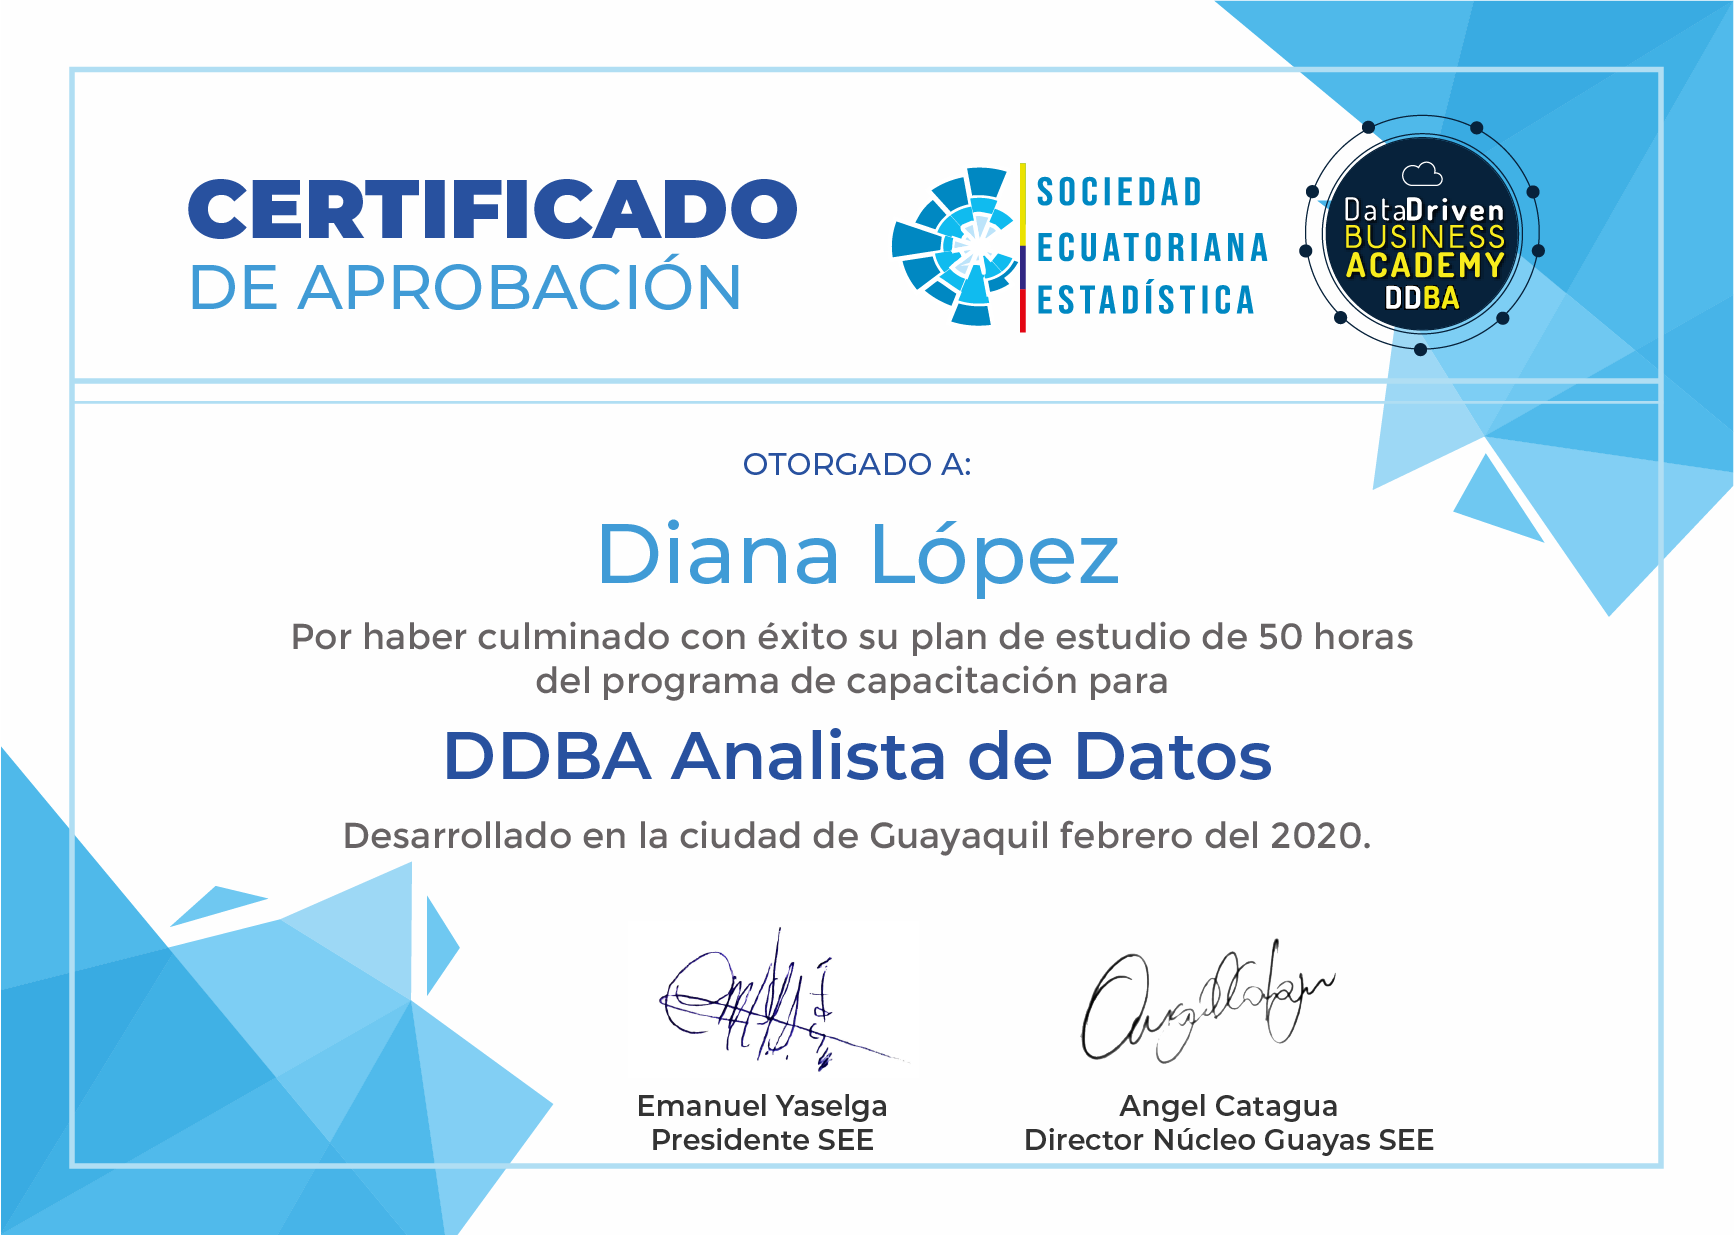 CERTIFICADO
DE APROBACIÓN
SOCIEDAD
ECUATORIANA
ESTADÍSTICA
DataDriven
BUSINESS
ACADEMY
DDBA
OTORGADO A:
Diana López
Por haber culminado con éxito su plan de estudio de 50 horas
del programa de capacitación para
DDBA Analista de Datos
Desarrollado en la ciudad de Guayaquil febrero del 2020.
Emanuel Yaselga
Presidente SEE
Angel Catagua
Director Núcleo Guayas SEE